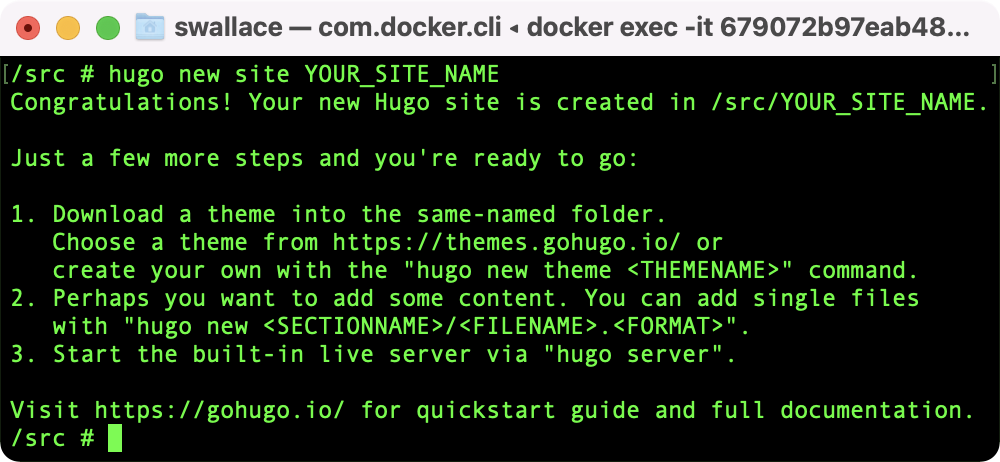 swallace — com.docker.cli ◂ docker exec -it 679072b97eab48...
[/src # hugo new site YOUR_SITE_NAME ]
Congratulations! Your new Hugo site is created in /src/YOUR_SITE_NAME.
Just a few more steps and you're ready to go:
1. Download a theme into the same-named folder.
Choose a theme from https://themes.gohugo.io/ or
create your own with the "hugo new theme <THEMENAME>" command.
2. Perhaps you want to add some content. You can add single files
with "hugo new <SECTIONNAME>/<FILENAME>.<FORMAT>".
3. Start the built-in live server via "hugo server".
Visit https://gohugo.io/ for quickstart guide and full documentation.
/src #